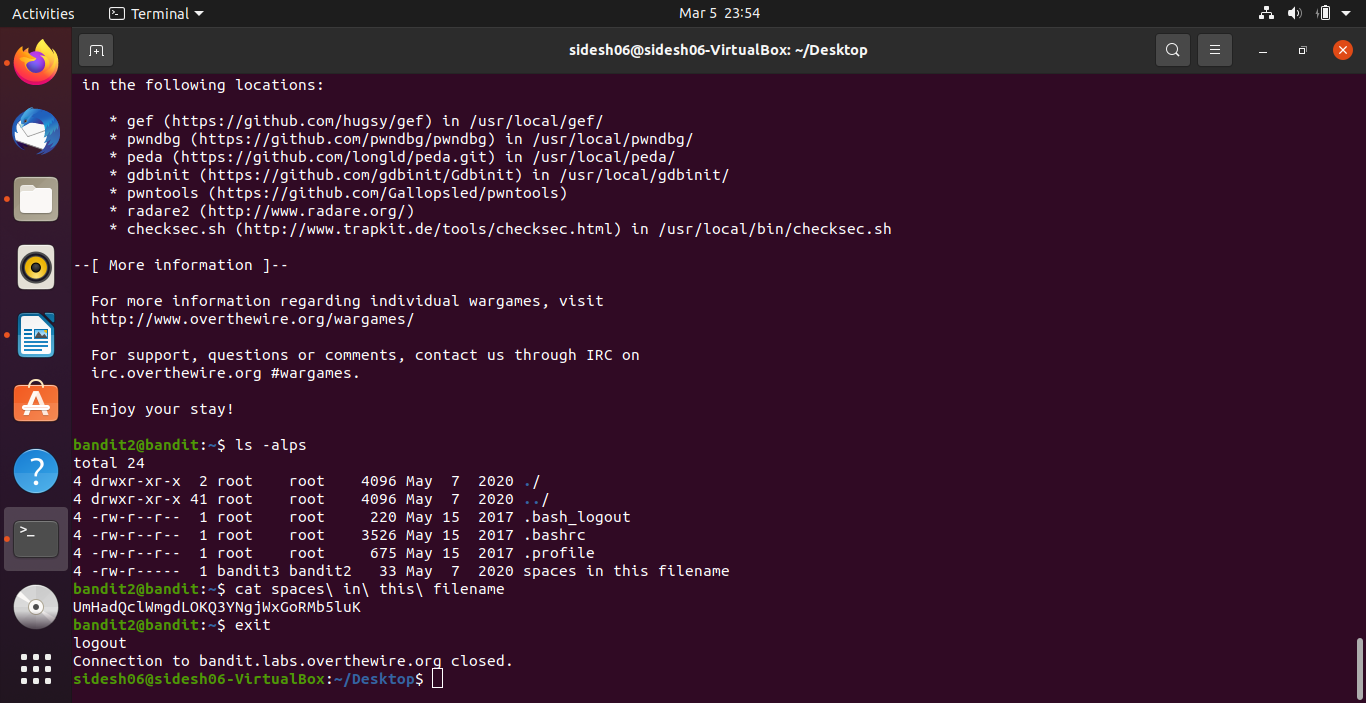 Activities
Terminal
Mar 5 23:54
sidesh06@sidesh06-VirtualBox: ~/Desktop
in the following locations:
* gef (https://github.com/hugsy/gef) in /usr/local/gef/
* pwndbg (https://github.com/pwndbg/pwndbg) in /usr/local/pwndbg/
* peda (https://github.com/longld/peda.git) in /usr/local/peda/
* gdbinit (https://github.com/gdbinit/Gdbinit) in /usr/local/gdbinit/
* pwntools (https://github.com/Gallopsled/pwntools)
* radare2 (http://www.radare.org/)
* checksec.sh (http://www.trapkit.de/tools/checksec.html) in /usr/local/bin/checksec.sh
--[ More information ]--
For more information regarding individual wargames, visit
http://www.overthewire.org/wargames/
For support, questions or comments, contact us through IRC on
irc.overthewire.org #wargames.
Enjoy your stay!
bandit2@bandit:~$ ls -alps
total 24
4 drwxr-xr-x  2 root    root    4096 May  7  2020 ./
4 drwxr-xr-x 41 root    root    4096 May  7  2020 ../
4 -rw-r--r--  1 root    root     220 May 15  2017 .bash_logout
4 -rw-r--r--  1 root    root    3526 May 15  2017 .bashrc
4 -rw-r--r--  1 root    root     675 May 15  2017 .profile
4 -rw-r-----  1 bandit3 bandit2   33 May  7  2020 spaces in this filename
bandit2@bandit:~$ cat spaces\ in\ this\ filename
UmHadQclWmgdLOKQ3YNgjWxGoRMb5luK
bandit2@bandit:~$ exit
logout
Connection to bandit.labs.overthewire.org closed.
sidesh06@sidesh06-VirtualBox:~/Desktop$